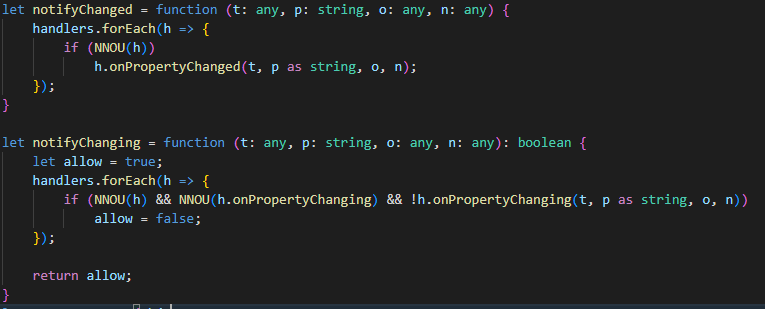 let notifyChanged = function (t: any, p: string, o: any, n: any) {
    handlers.forEach(h => {
        if (NNOU(h))
            h.onPropertyChanged(t, p as string, o, n);
    });
}

let notifyChanging = function (t: any, p: string, o: any, n: any): boolean {
    let allow = true;
    handlers.forEach(h => {
        if (NNOU(h) && NNOU(h.onPropertyChanging) && !h.onPropertyChanging(t, p as string, o, n))
            allow = false;
    });

    return allow;
}